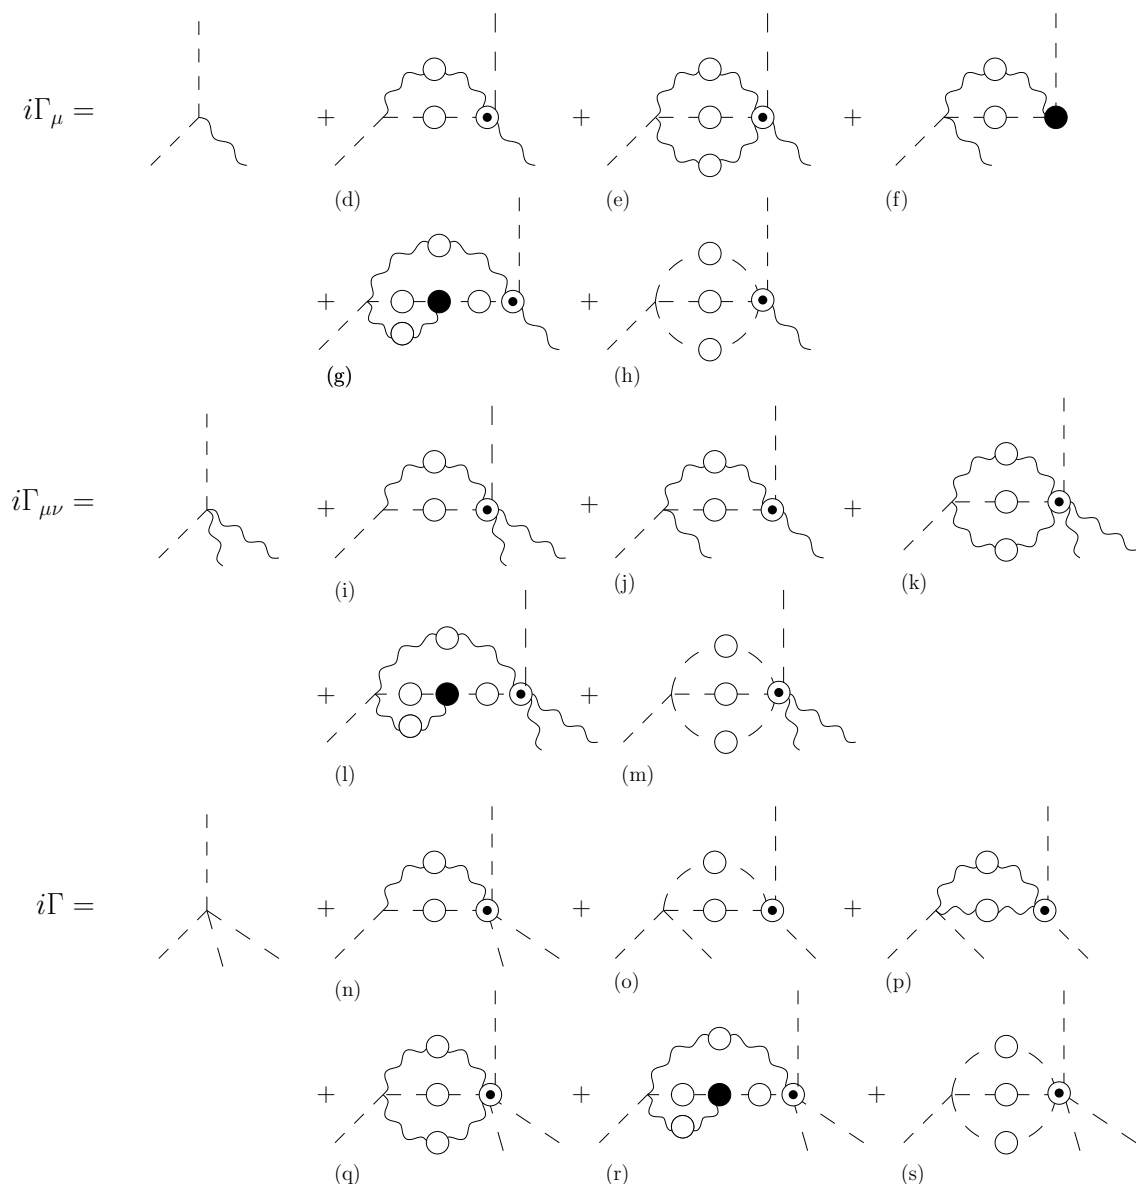 iΓ_μ = + + +
(d) (e) (f)
+ +
(g) (h)
iΓ_μν = + + +
(i) (j) (k)
+ +
(l) (m)
iΓ = + + +
(n) (o) (p)
+ + +
(q) (r) (s)